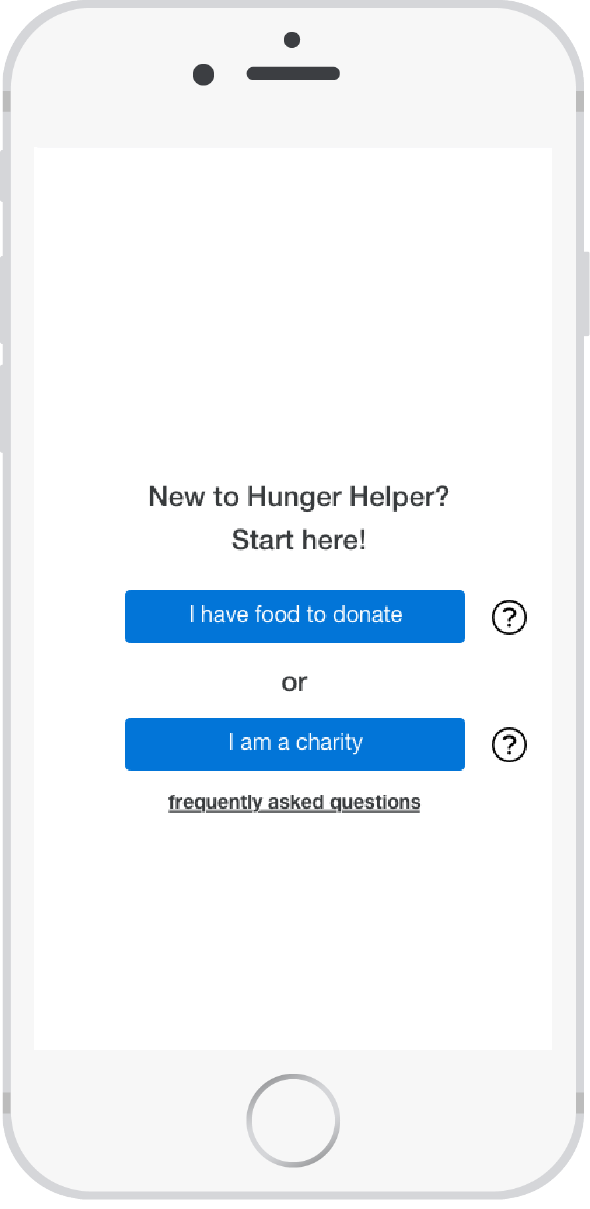 New to Hunger Helper?
Start here!
I have food to donate
?
or
I am a charity
?
frequently asked questions